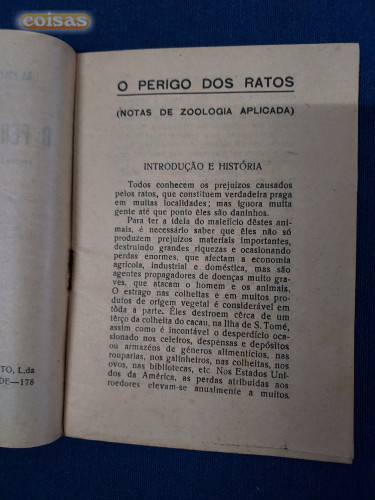 coisas
O PERIGO DOS RATOS
(NOTAS DE ZOOLOGIA APLICADA)
INTRODUÇÃO E HISTÓRIA
Todos conhecem os prejuízos causados
pelos ratos, que constituem verdadeira praga
em muitas localidades; mas ignora muita
gente até que ponto êles são daninhos.
Para ter a ideia do malefício dêstes ani-
mais, é necessário saber que êles não só
produzem prejuízos materiais importantes,
destruindo grandes riquezas e ocasionando
perdas enormes, que afectam a economia
agrícola, industrial e doméstica, mas são
agentes propagadores de doenças muito gra-
ves, que atacam o homem e os animais.
O estrago nas colheitas e em muitos pro-
dutos de origem vegetal é considerável em
tôda a parte. Êles destroem cêrca de um
têrço da colheita do cacau, na Ilha de S. Tomé,
assim como é incontável o desperdício oca-
sionado nos celeiros, despensas e depósitos
ou armazéns de géneros alimentícios, nas
rouparias, nos galinheiros, nas coelheiras, nos
ovos, nas bibliotecas, etc. Nos Estados Uni-
dos da América, as perdas atribuídas aos
roedores elevam-se anualmente a muitos
TO, L.da
DE—178